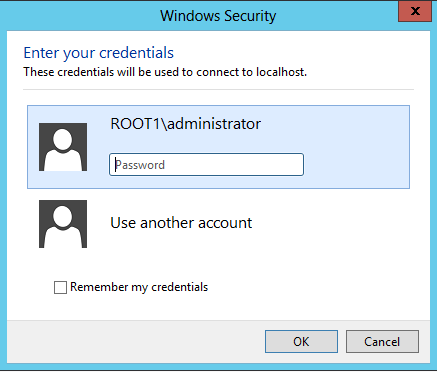 Windows Security
Enter your credentials
These credentials will be used to connect to localhost.
ROOT1\administrator
Password
Use another account
Remember my credentials
OK
Cancel